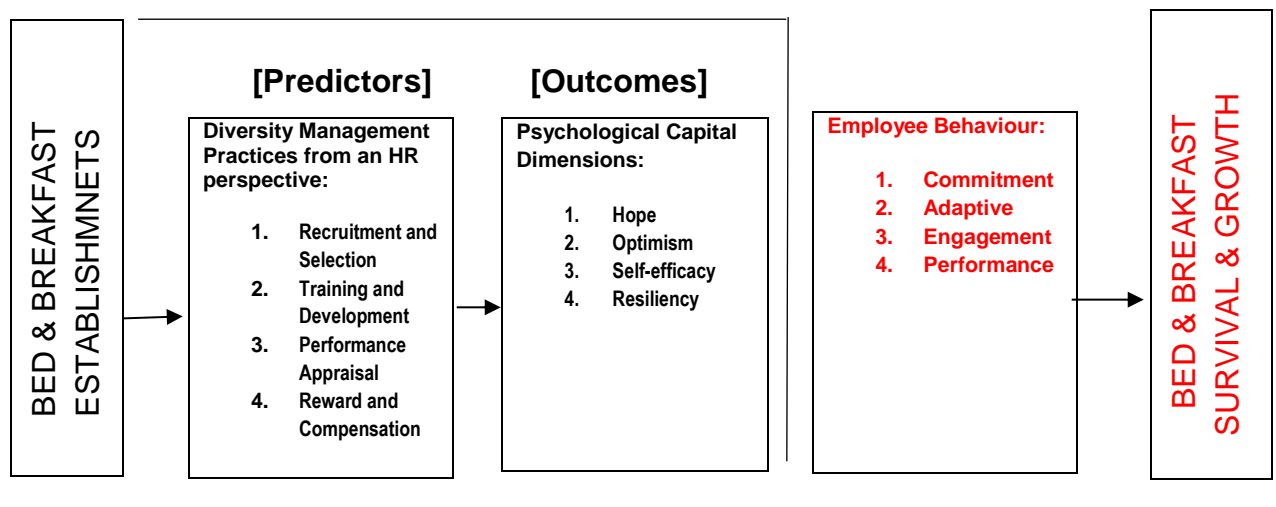 BED & BREAKFAST
ESTABLISHMNETS
[Predictors]
Diversity Management
Practices from an HR
perspective:
1. Recruitment and
Selection
2. Training and
Development
3. Performance
Appraisal
4. Reward and
Compensation
[Outcomes]
Psychological Capital
Dimensions:
1. Hope
2. Optimism
3. Self-efficacy
4. Resiliency
Employee Behaviour:
1. Commitment
2. Adaptive
3. Engagement
4. Performance
BED & BREAKFAST
SURVIVAL & GROWTH